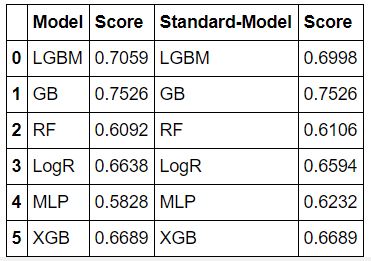 Model Score Standard-Model Score
0 LGBM 0.7059 LGBM 0.6998
1 GB 0.7526 GB 0.7526
2 RF 0.6092 RF 0.6106
3 LogR 0.6638 LogR 0.6594
4 MLP 0.5828 MLP 0.6232
5 XGB 0.6689 XGB 0.6689